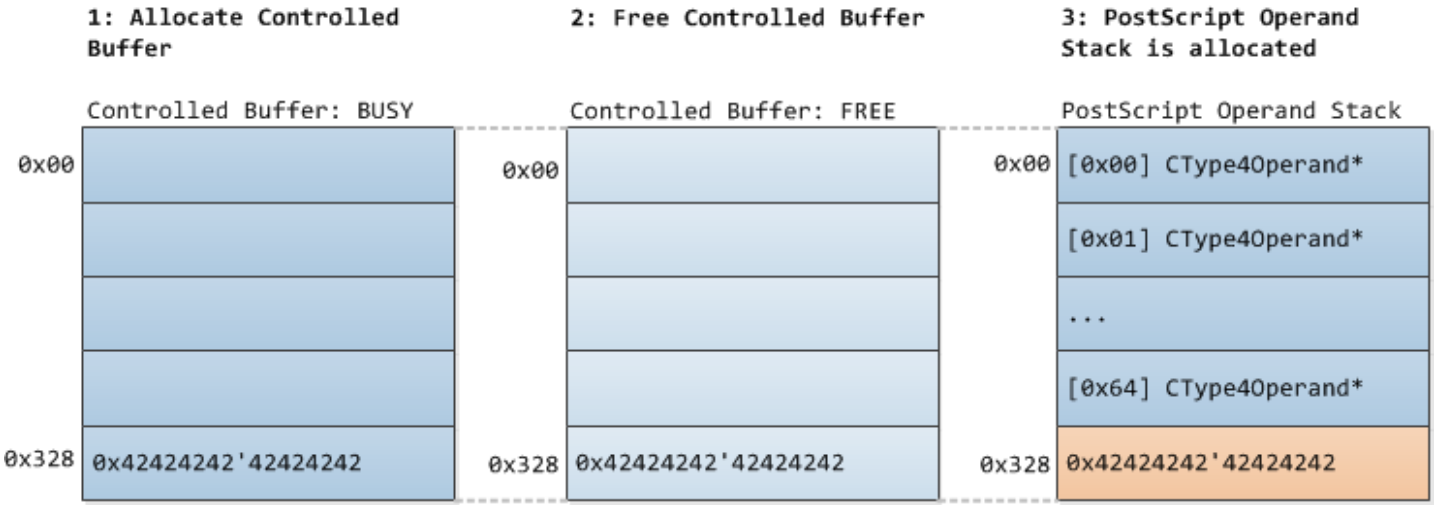 1: Allocate Controlled
Buffer
2: Free Controlled Buffer
3: PostScript Operand
Stack is allocated
Controlled Buffer: BUSY
Controlled Buffer: FREE
PostScript Operand Stack
0x00
0x00
0x00
[0x00] CType4Operand*
[0x01] CType4Operand*
...
[0x64] CType4Operand*
0x328
0x42424242'42424242
0x328
0x42424242'42424242
0x328
0x42424242'42424242